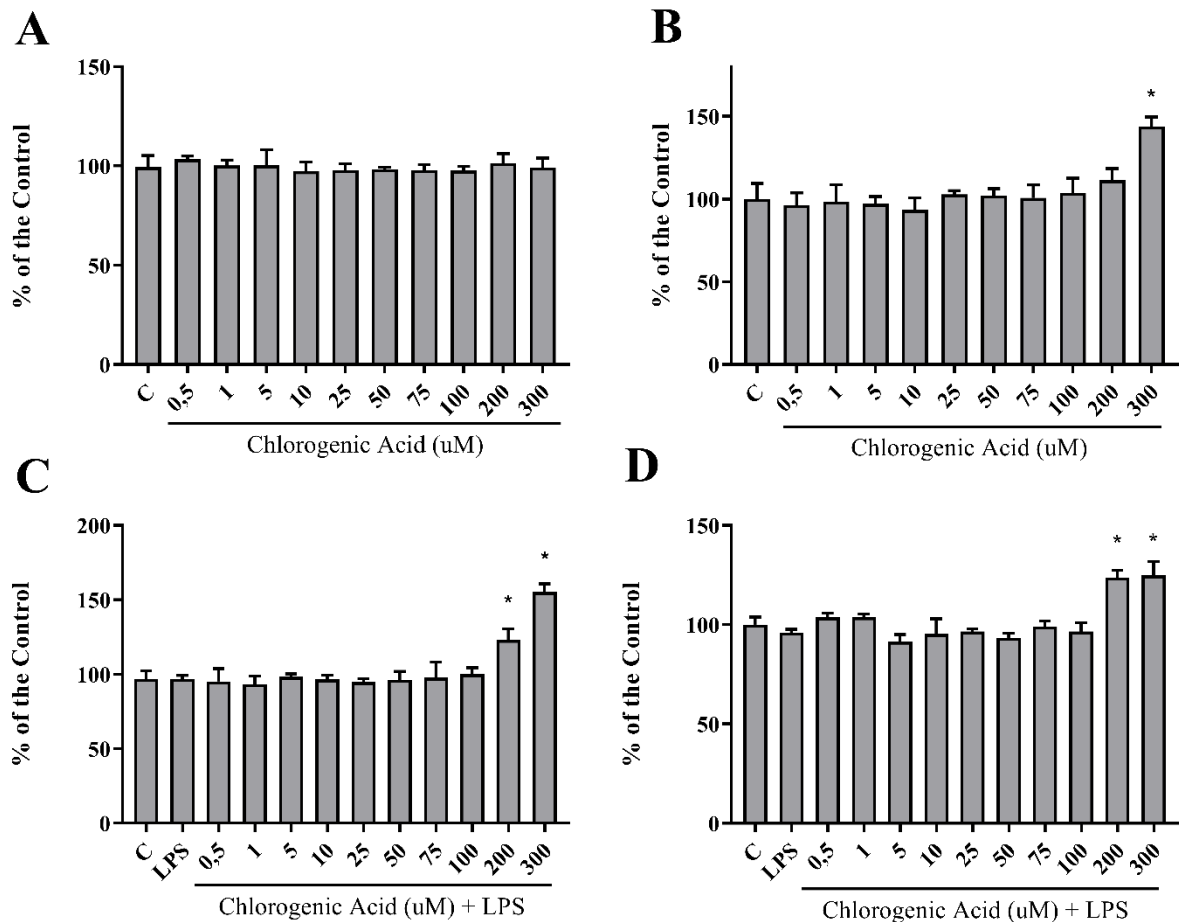 A
% of the Control
150
100
50
0
C 0,5 1 5 10 25 50 75 100 200 300
Chlorogenic Acid (uM)
B
% of the Control
150
100
50
0
*
C 0,5 1 5 10 25 50 75 100 200 300
Chlorogenic Acid (uM)
C
% of the Control
200
150
100
50
0
* *
C LPS 0,5 1 5 10 25 50 75 100 200 300
Chlorogenic Acid (uM) + LPS
D
% of the Control
150
100
50
0
* *
C LPS 0,5 1 5 10 25 50 75 100 200 300
Chlorogenic Acid (uM) + LPS